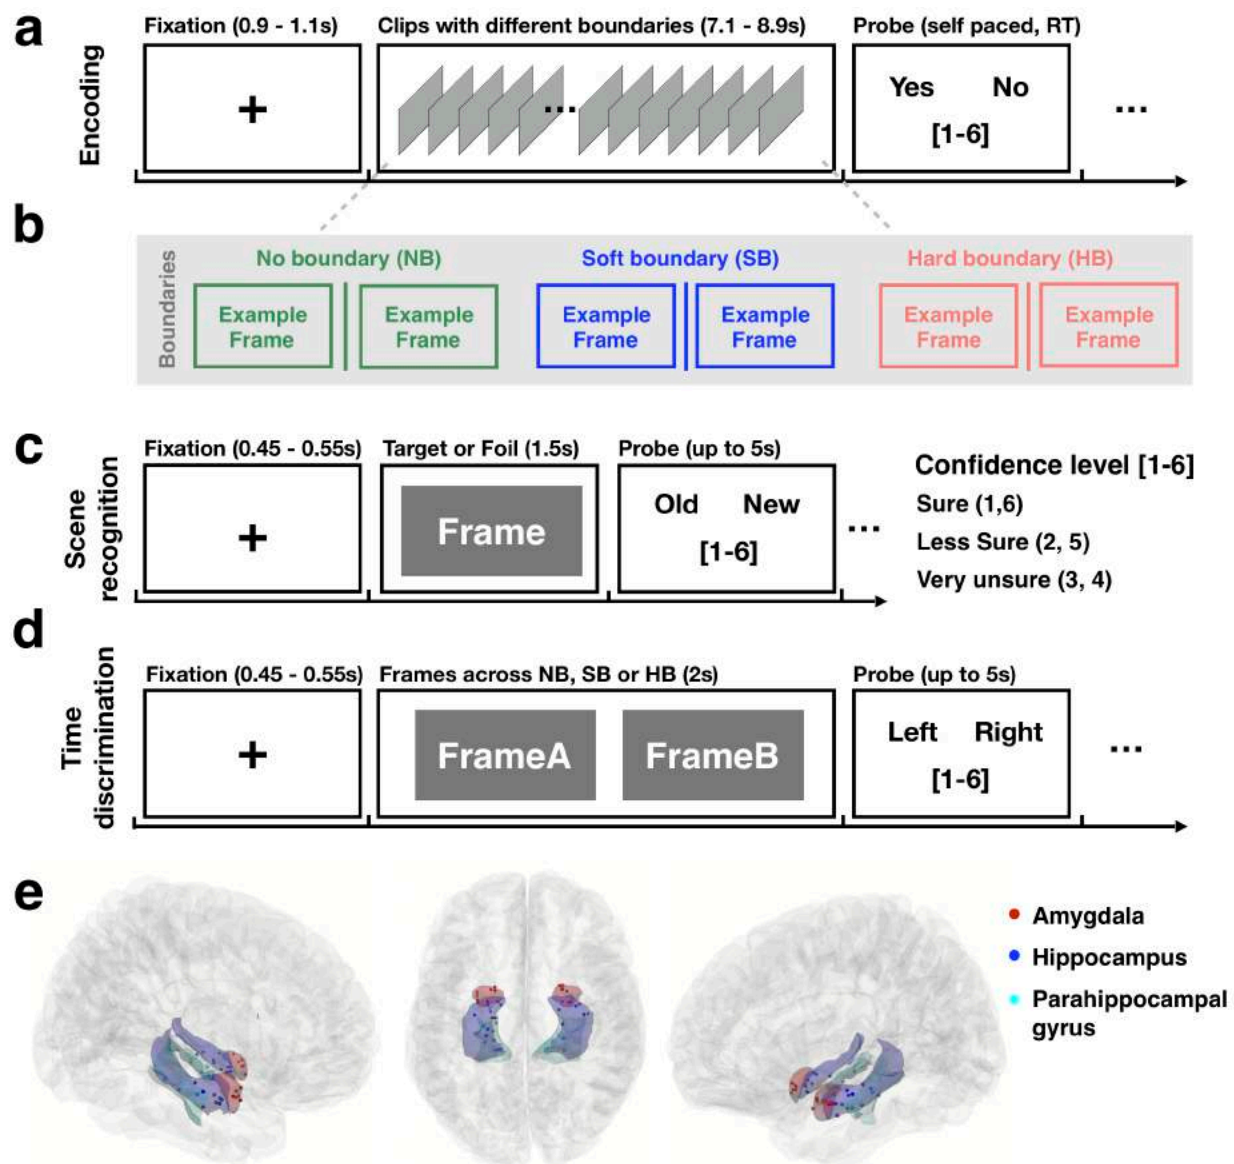 a
Encoding
Fixation (0.9 - 1.1s)
Clips with different boundaries (7.1 - 8.9s)
Probe (self paced, RT)
+
...
Yes No
[1-6]
...
b
Boundaries
No boundary (NB)
Soft boundary (SB)
Hard boundary (HB)
Example
Frame
Example
Frame
Example
Frame
Example
Frame
Example
Frame
Example
Frame
c
Scene
recognition
Fixation (0.45 - 0.55s)
Target or Foil (1.5s)
Probe (up to 5s)
+
Frame
Old New
[1-6]
...
Confidence level [1-6]
Sure (1,6)
Less Sure (2, 5)
Very unsure (3, 4)
d
Time
discrimination
Fixation (0.45 - 0.55s)
Frames across NB, SB or HB (2s)
Probe (up to 5s)
+
FrameA
FrameB
Left Right
[1-6]
...
e
Amygdala
Hippocampus
Parahippocampal
gyrus